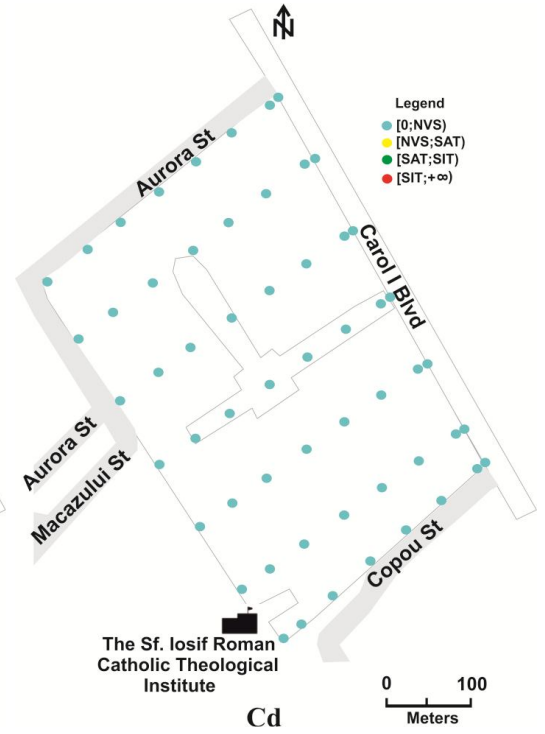 N
Aurora St
Legend
[0;NVS)
[NVS;SAT)
[SAT;SIT)
[SIT;+∞)
Carol I Blvd
Aurora St
Macazului St
Copou St
The Sf. Iosif Roman
Catholic Theological
Institute
0 100
Meters
Cd